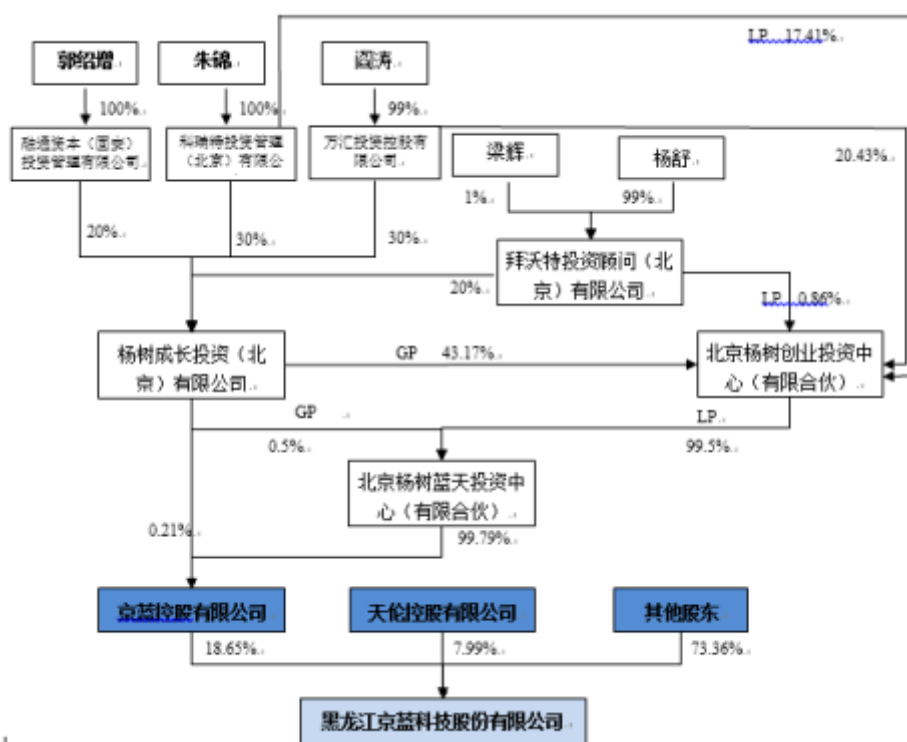 LP 17.41%
郭绍增
朱锦
阎涛
100%
100%
99%
融通资本（固安）
投资管理有限公司
科瑞特投资管理
（北京）有限公
万汇投资控股有
限公司
梁辉
杨舒
20.43%
1%
99%
20%
30%
30%
拜沃特投资顾问（北
京）有限公司
20%
LP 0.86%
杨树成长投资（北
京）有限公司
GP 43.17%
北京杨树创业投资中
心（有限合伙）
GP
LP
0.5%
99.5%
北京杨树蓝天投资中
心（有限合伙）
0.21%
99.79%
京蓝控股有限公司
天伦控股有限公司
其他股东
18.65%
7.99%
73.36%
黑龙江京蓝科技股份有限公司